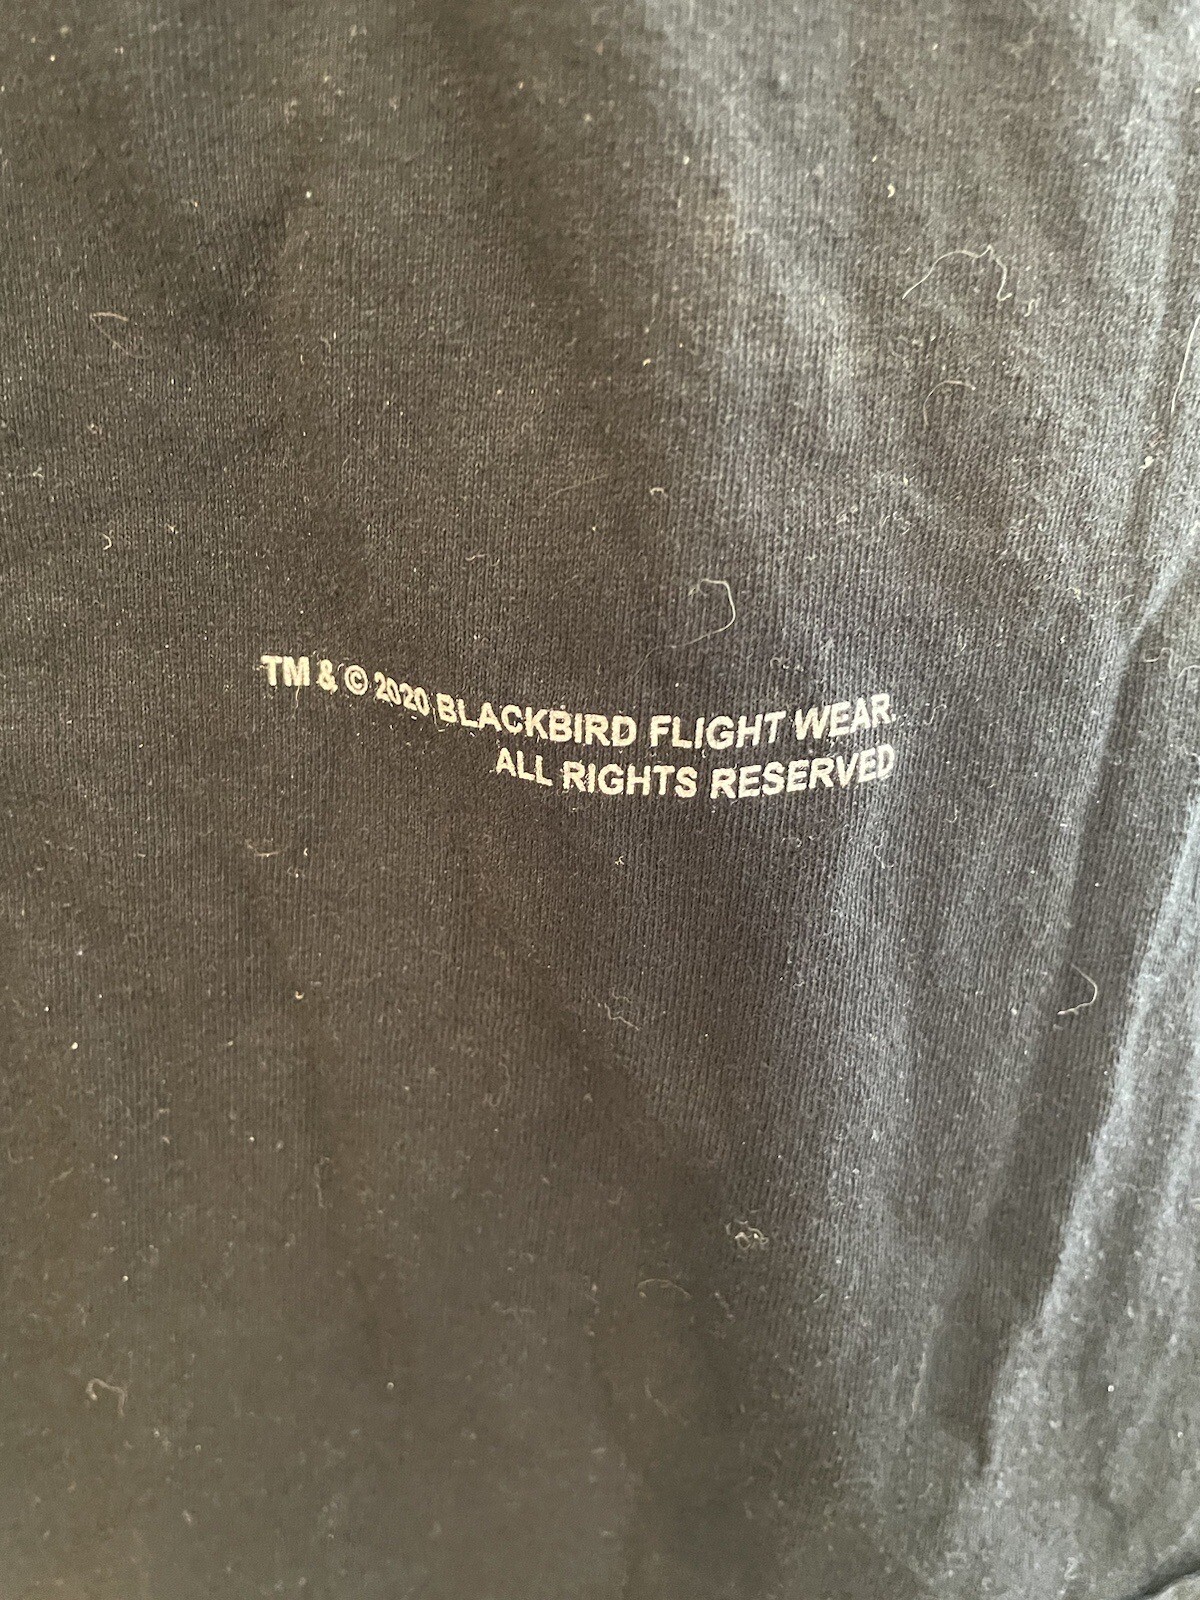 TM & © 2020 BLACKBIRD FLIGHT WEAR.
ALL RIGHTS RESERVED